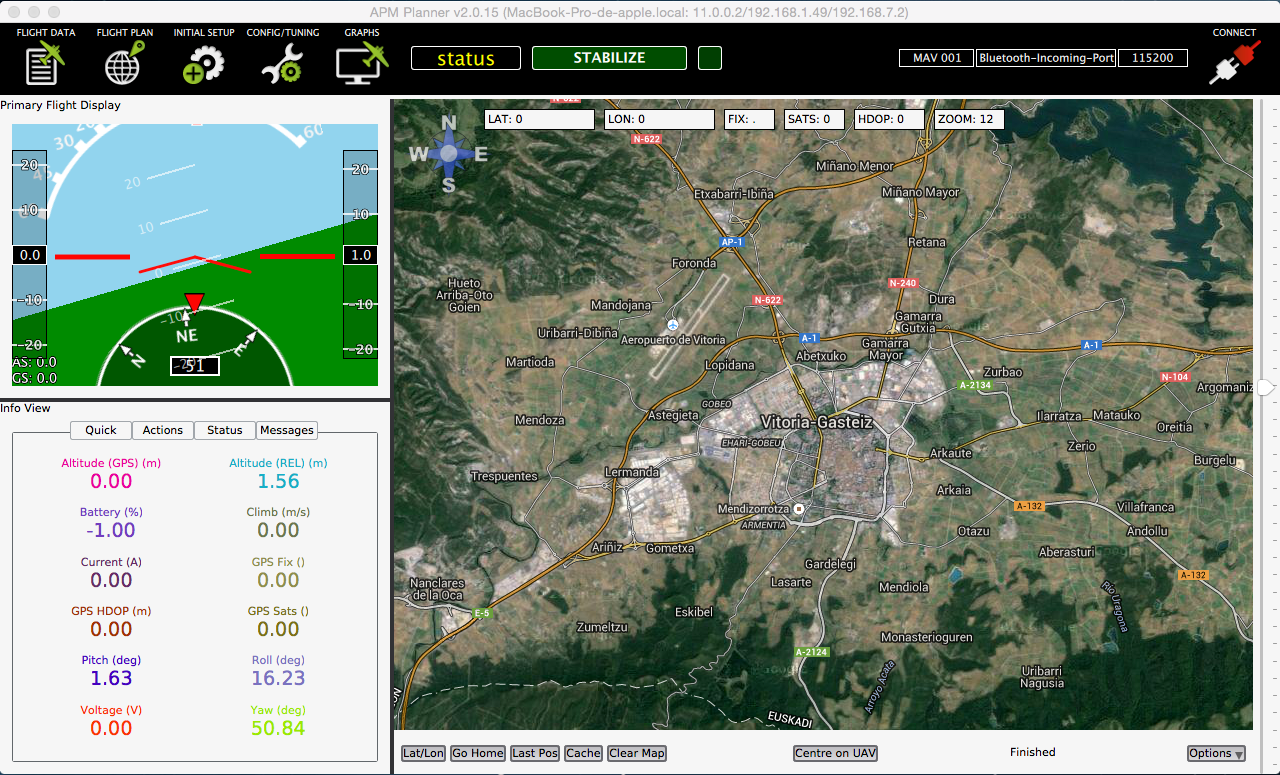 APM Planner v2.0.15 (MacBook-Pro-de-apple.local: 11.0.0.2/192.168.1.49/192.168.7.2)
FLIGHT DATA FLIGHT PLAN INITIAL SETUP CONFIG/TUNING GRAPHS CONNECT
status STABILIZE MAV 001 Bluetooth-Incoming-Port 115200
Primary Flight Display
30 20 60
45
20 20 20
10 10 10
0.0 0 1.0
-10 -10 -10
-20 -20 -20
NE
N E
51
AS: 0.0
GS: 0.0
Info View
Quick Actions Status Messages
Altitude (GPS) (m) Altitude (REL) (m)
0.00 1.56
Battery (%) Climb (m/s)
-1.00 0.00
Current (A) GPS Fix ()
0.00 0.00
GPS HDOP (m) GPS Sats ()
0.00 0.00
Pitch (deg) Roll (deg)
1.63 16.23
Voltage (V) Yaw (deg)
0.00 50.84
N-622
LAT: 0 LON: 0 FIX: . SATS: 0 HDOP: 0 ZOOM: 12
N
W E
S
N-622
Miñano Menor
Etxabarri-Ibiña
Miñano Mayor
AP-1
Retana
Foronda
Hueto
Arriba-Oto
Goien
N-240
Mandojana
N-622
Dura
Gamarra
Gutxia
Uribarri-Dibiña
Aeropuerto de Vitoria
A-1
Gamarra
Mayor
A-1
Abetxuko
Martioda
Lopidana
Zurbao
N-104
A-2134
Argomaniz
GOBEO
Mendoza
Astegieta
Vitoria-Gasteiz
Ilarratza
Matauko
Oreitia
EHARI-GOBEU
Zerio
Arkaute
Burgelu
Trespuentes
Lermanda
Arkaia
Mendizorrotza
ARMENTIA
A-132
Villafranca
Otazu
Andollu
Ariñiz
Gometxa
Aberasturi
Gardelegi
A-132
Nanclares
de la Oca
Lasarte
Mendiola
Río Uragona
E-5
Eskibel
Zumeltzu
Monasterioguren
A-2124
Arroyo Acata
Uribarri
Nagusia
EUSKADI
Lat/Lon Go Home Last Pos Cache Clear Map Centre on UAV Finished Options